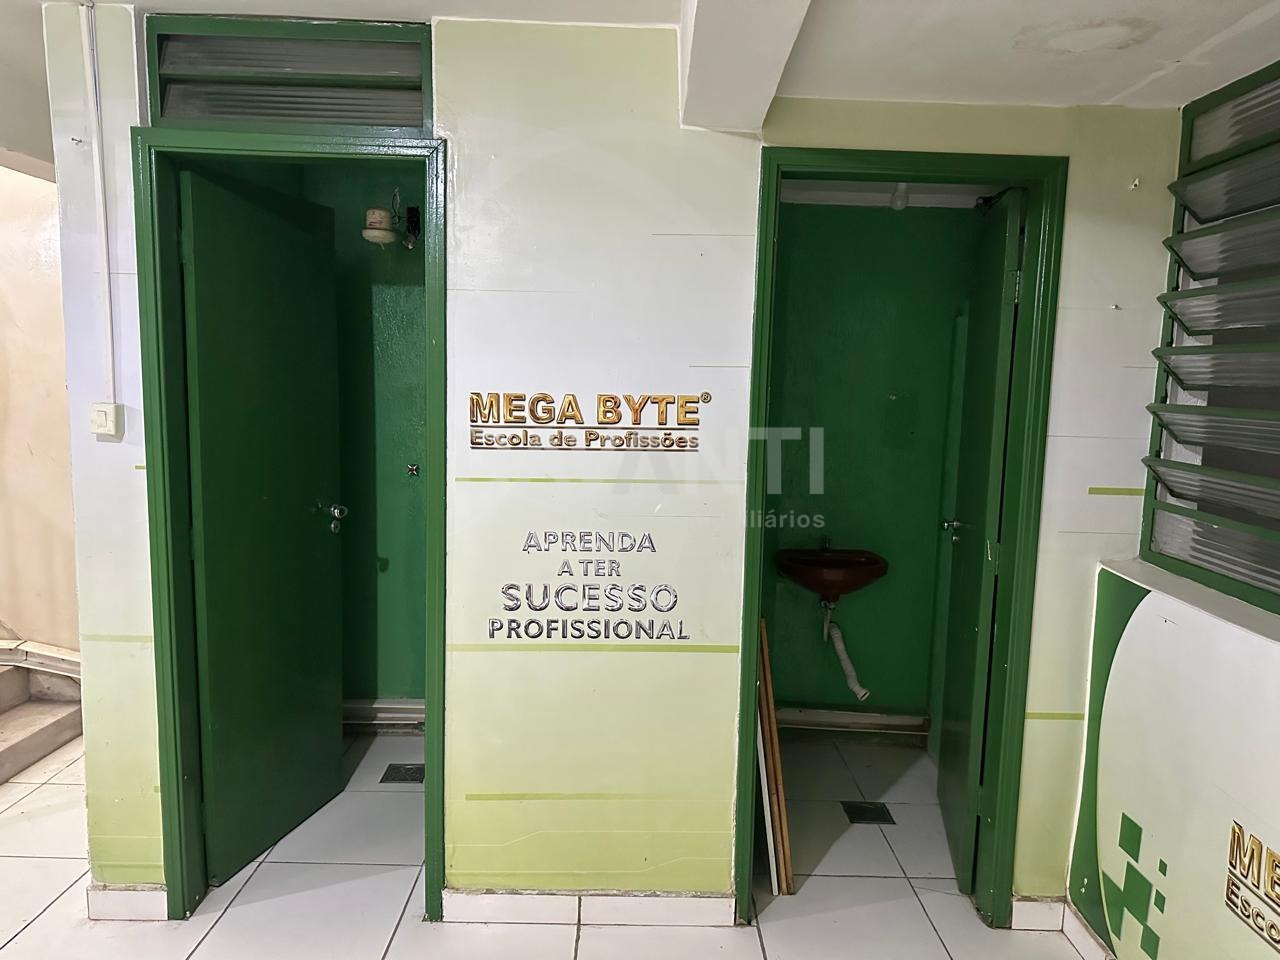 MEGA BYTE®
Escola de Profissões
APRENDA
A TER
SUCESSO
PROFISSIONAL